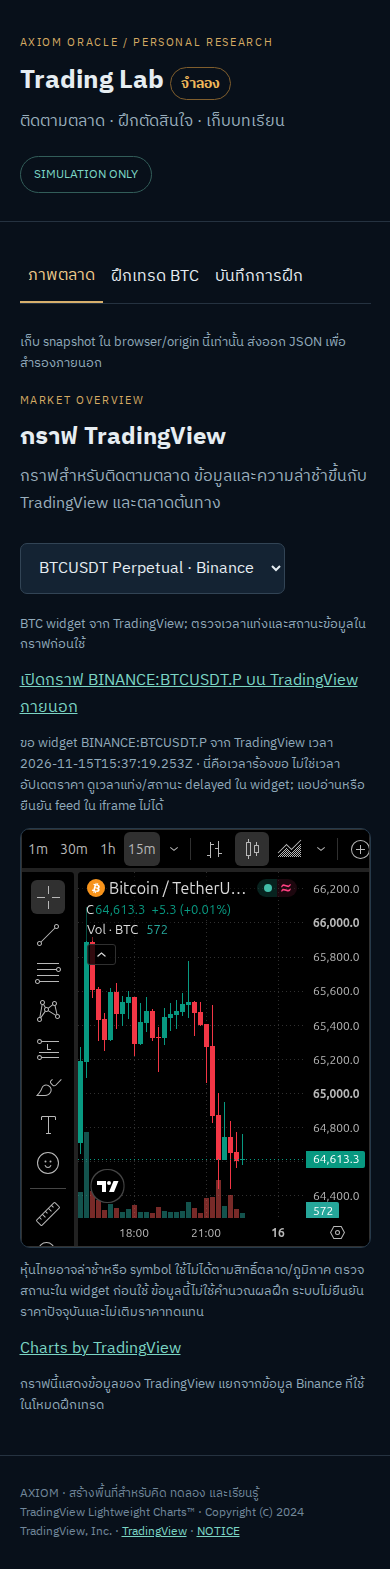 AXIOM ORACLE / PERSONAL RESEARCH
Trading Lab จำลอง
ติดตามตลาด · ฝึกตัดสินใจ · เก็บบทเรียน
SIMULATION ONLY
ภาพตลาด ฝึกเทรด BTC บันทึกการฝึก
เก็บ snapshot ใน browser/origin นี้เท่านั้น ส่งออก JSON เพื่อ
สำรองภายนอก
MARKET OVERVIEW
กราฟ TradingView
กราฟสำหรับติดตามตลาด ข้อมูลและความล่าช้าขึ้นกับ
TradingView และตลาดต้นทาง
BTCUSDT Perpetual · Binance
BTC widget จาก TradingView; ตรวจเวลาแท่งและสถานะข้อมูลใน
กราฟก่อนใช้
เปิดกราฟ BINANCE:BTCUSDT.P บน TradingView
ภายนอก
ขอ widget BINANCE:BTCUSDT.P จาก TradingView เวลา
2026-11-15T15:37:19.253Z · นี่คือเวลาร้องขอ ไม่ใช่เวลา
อัปเดตราคา ดูเวลาแท่ง/สถานะ delayed ใน widget; แอปอ่านหรือ
ยืนยัน feed ใน iframe ไม่ได้
1m 30m 1h 15m
Bitcoin / TetherU...
66,200.0
C64,613.3 +5.3 (+0.01%)
66,000.0
Vol · BTC 572
65,800.0
65,600.0
65,400.0
65,200.0
65,000.0
64,800.0
64,613.3
64,400.0
572
18:00 21:00 16
หุ้นไทยอาจล่าช้าหรือ symbol ใช้ไม่ได้ตามสิทธิ์ตลาด/ภูมิภาค ตรวจ
สถานะใน widget ก่อนใช้ ข้อมูลนี้ไม่ใช้คำนวณผลฝึก ระบบไม่ยืนยัน
ราคาปัจจุบันและไม่เติมราคาทดแทน
Charts by TradingView
กราฟนี้แสดงข้อมูลของ TradingView แยกจากข้อมูล Binance ที่ใช้
ในโหมดฝึกเทรด
AXIOM · สร้างพื้นที่สำหรับคิด ทดลอง และเรียนรู้
TradingView Lightweight Charts™ · Copyright (c) 2024
TradingView, Inc. · TradingView · NOTICE